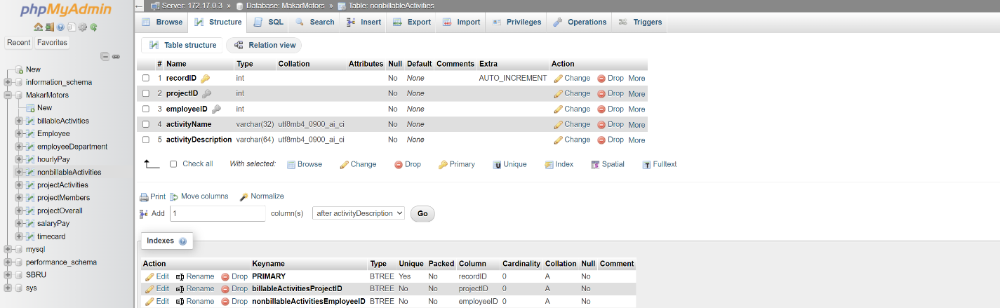 phpMyAdmin
Recent Favorites
New
information_schema
MakarMotors
New
billableActivities
Employee
employeeDepartment
hourlyPay
nonbillableActivities
projectActivities
projectMembers
projectOverall
salaryPay
timecard
mysql
performance_schema
SBRU
sys
Server: 172.17.0.3 » Database: MakarMotors » Table: nonbillableActivities
Browse Structure SQL Search Insert Export Import Privileges Operations Triggers
Table structure Relation view
# Name Type Collation Attributes Null Default Comments Extra Action
1 recordID int No None AUTO_INCREMENT Change Drop More
2 projectID int No None Change Drop More
3 employeeID int No None Change Drop More
4 activityName varchar(32) utf8mb4_0900_ai_ci No None Change Drop More
5 activityDescription varchar(64) utf8mb4_0900_ai_ci No None Change Drop More
Check all With selected: Browse Change Drop Primary Unique Index Spatial Fulltext
Print Move columns Normalize
Add 1 column(s) after activityDescription Go
Indexes
Action Keyname Type Unique Packed Column Cardinality Collation Null Comment
Edit Rename Drop PRIMARY BTREE Yes No recordID 0 A No
Edit Rename Drop billableActivitiesProjectID BTREE No No projectID 0 A No
Edit Rename Drop nonbillableActivitiesEmployeeID BTREE No No employeeID 0 A No